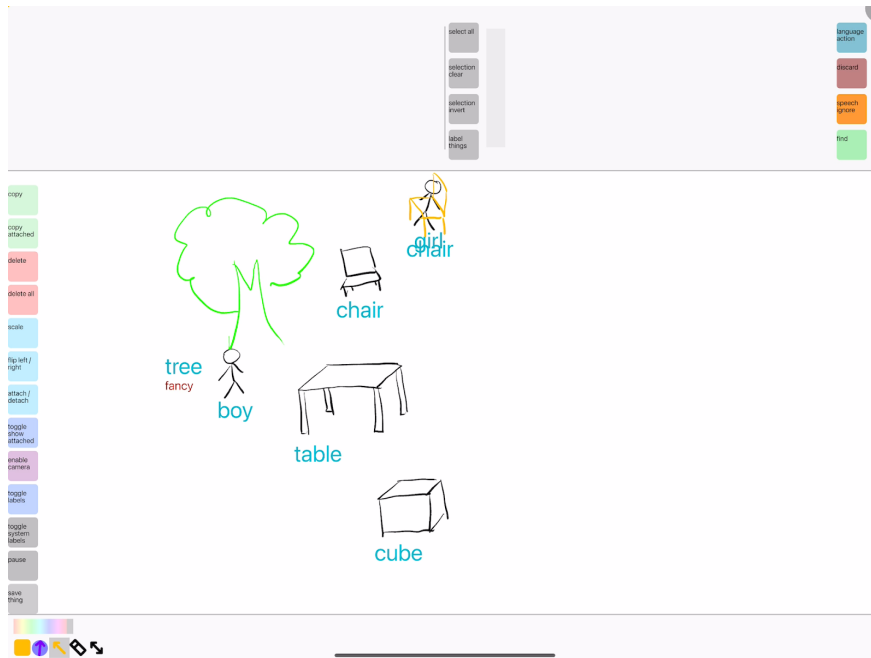 select all
selection
clear
selection
invert
label
things
language
action
discard
speech
ignore
find
copy
copy
attached
delete
delete all
scale
flip left /
right
attach /
detach
toggle
show
attached
enable
camera
toggle
labels
toggle
system
labels
pause
save
thing
girl
chair
chair
tree
fancy
boy
table
cube